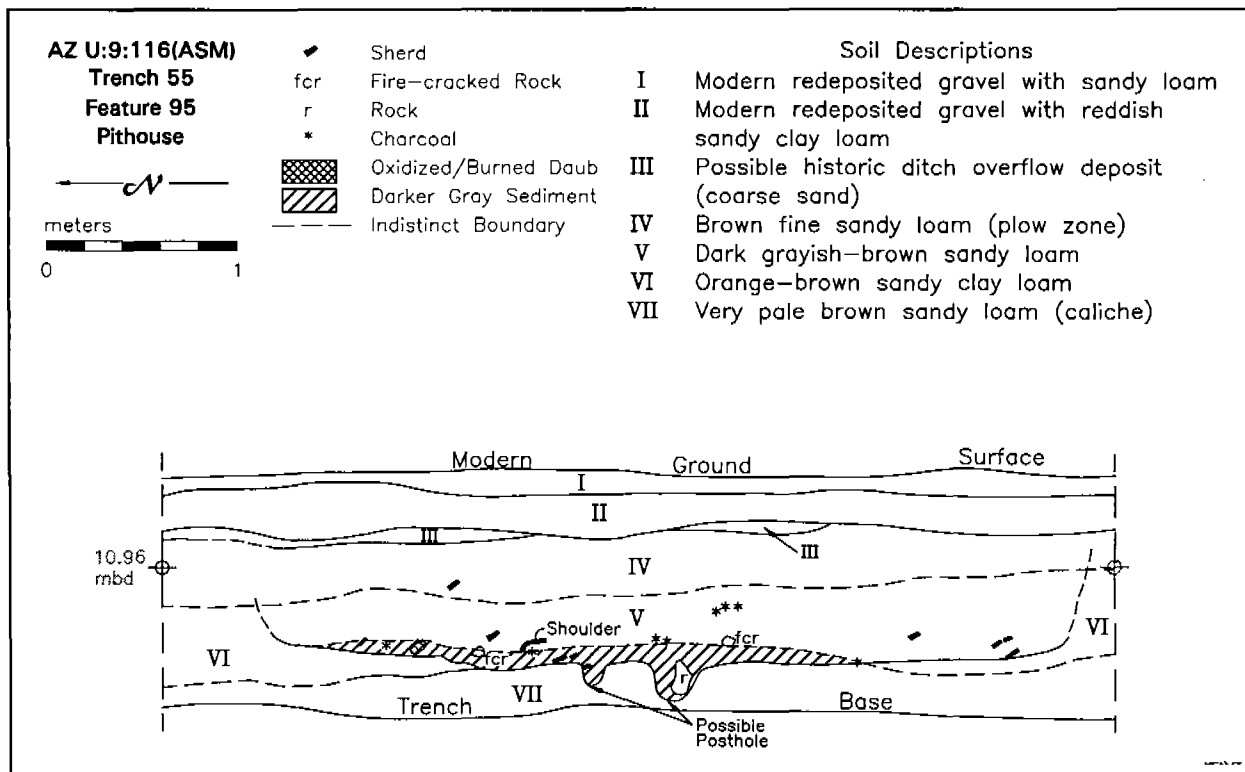 AZ U:9:116(ASM)
Trench 55
Feature 95
Pithouse
N
meters
0 1
Sherd
fcr Fire-cracked Rock
r Rock
* Charcoal
Oxidized/Burned Daub
Darker Gray Sediment
Indistinct Boundary
Soil Descriptions
I Modern redeposited gravel with sandy loam
II Modern redeposited gravel with reddish
sandy clay loam
III Possible historic ditch overflow deposit
(coarse sand)
IV Brown fine sandy loam (plow zone)
V Dark grayish-brown sandy loam
VI Orange-brown sandy clay loam
VII Very pale brown sandy loam (caliche)
Modern Ground Surface
I
II
III
III
10.96
mbd
IV
V
Shoulder
fcr
fcr
VI
VI
r
VII
Trench Base
Possible
Posthole